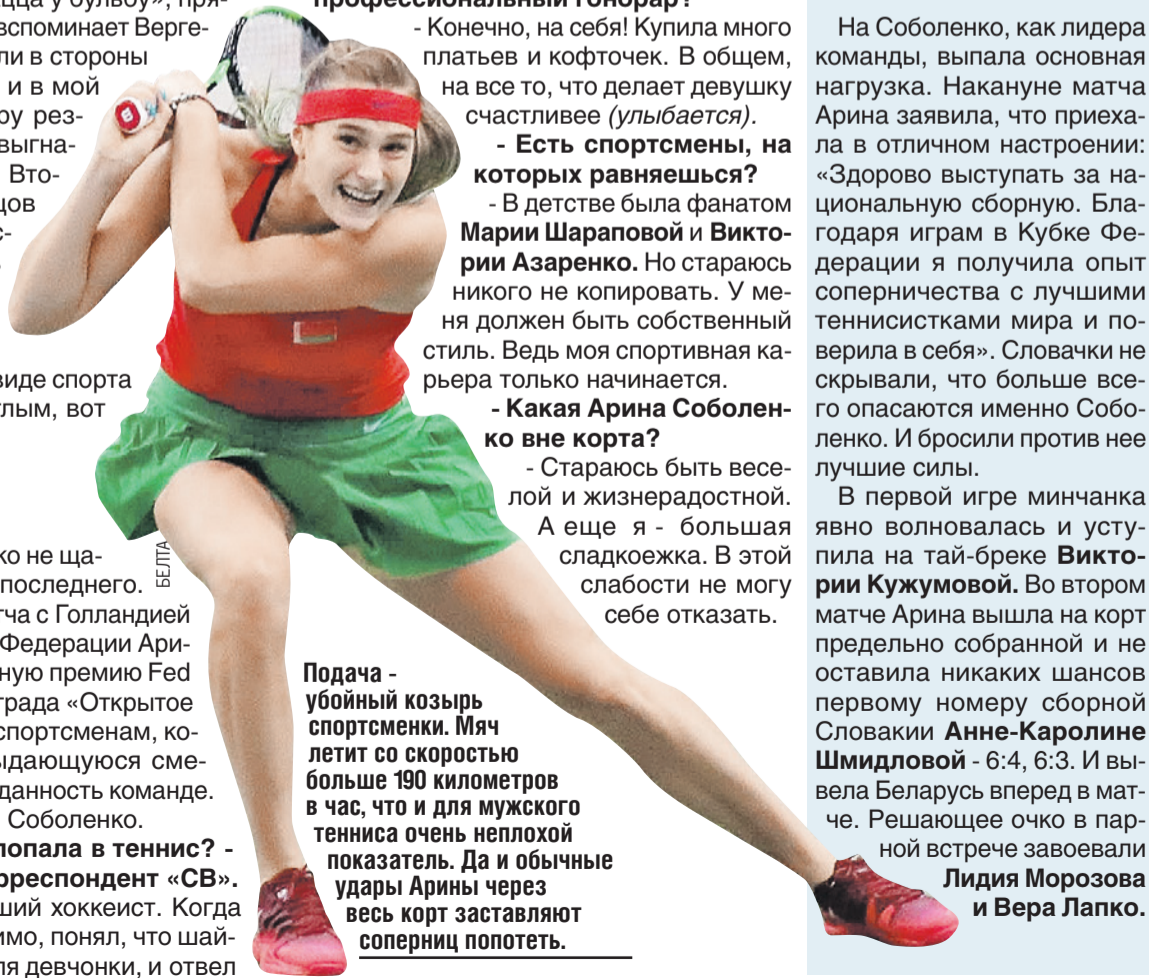 вспоминает Верге-
ли в стороны
и в мой
ру рез-
выгна-
Вто-
цов
с-
виде спорта
лым, вот
ко не ща-
последнего.
ча с Голландией
Федерации Ари-
ную премию Fed
града «Открытое
спортсменам, ко-
дающуюся сме-
данность команде.
Соболенко.
попала в теннис? -
рреспондент «СВ».
ший хоккеист. Когда
имо, понял, что шай-
ля девчонки, и отвел
БЕЛТА
профессиональный гонорар?
- Конечно, на себя! Купила много
платьев и кофточек. В общем,
на все то, что делает девушку
счастливее (улыбается).
- Есть спортсмены, на
которых равняешься?
- В детстве была фанатом
Марии Шараповой и Викто-
рии Азаренко. Но стараюсь
никого не копировать. У ме-
ня должен быть собственный
стиль. Ведь моя спортивная ка-
рьера только начинается.
- Какая Арина Соболен-
ко вне корта?
- Стараюсь быть весе-
лой и жизнерадостной.
А еще я - большая
сладкоежка. В этой
слабости не могу
себе отказать.
Подача -
убойный козырь
спортсменки. Мяч
летит со скоростью
больше 190 километров
в час, что и для мужского
тенниса очень неплохой
показатель. Да и обычные
удары Арины через
весь корт заставляют
соперниц попотеть.
На Соболенко, как лидера
команды, выпала основная
нагрузка. Накануне матча
Арина заявила, что приеха-
ла в отличном настроении:
«Здорово выступать за на-
циональную сборную. Бла-
годаря играм в Кубке Фе-
дерации я получила опыт
соперничества с лучшими
теннисистками мира и по-
верила в себя». Словачки не
скрывали, что больше все-
го опасаются именно Собо-
ленко. И бросили против нее
лучшие силы.
В первой игре минчанка
явно волновалась и усту-
пила на тай-бреке Викто-
рии Кужумовой. Во втором
матче Арина вышла на корт
предельно собранной и не
оставила никаких шансов
первому номеру сборной
Словакии Анне-Каролине
Шмидловой - 6:4, 6:3. И вы-
вела Беларусь вперед в мат-
че. Решающее очко в пар-
ной встрече завоевали
Лидия Морозова
и Вера Лапко.